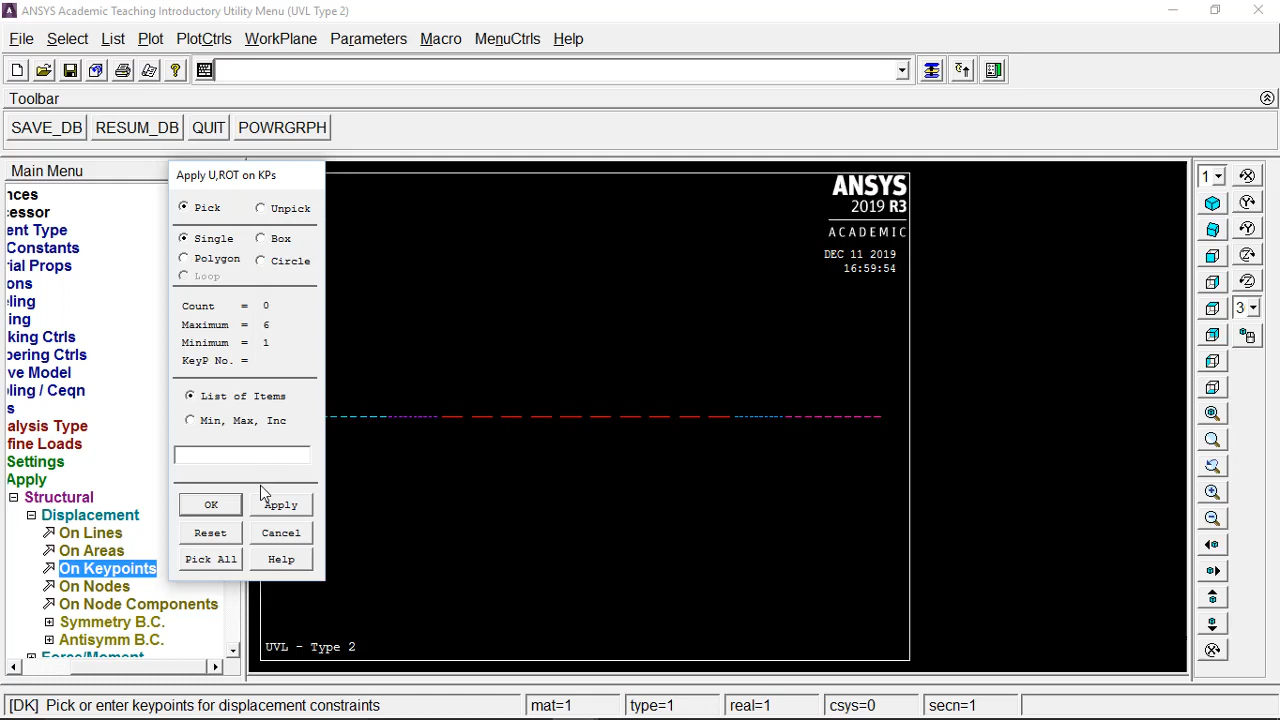 ANSYS Academic Teaching Introductory Utility Menu (UVL Type 2)
File Select List Plot PlotCtrls WorkPlane Parameters Macro MenuCtrls Help
Toolbar
SAVE_DB RESUM_DB QUIT POWRGRPH
Main Menu
nces
cessor
ent Type
Constants
rial Props
ons
eling
ing
king Ctrls
bering Ctrls
ve Model
pling / Ceqn
s
alysis Type
fine Loads
Settings
Apply
Structural
Displacement
On Lines
On Areas
On Keypoints
On Nodes
On Node Components
Symmetry B.C.
Antisymm B.C.
Force/Moment
Apply U,ROT on KPs
Pick Unpick
Single Box
Polygon Circle
Loop
Count = 0
Maximum = 6
Minimum = 1
KeyP No. =
List of Items
Min, Max, Inc
OK Apply
Reset Cancel
Pick All Help
ANSYS
2019 R3
ACADEMIC
DEC 11 2019
16:59:54
UVL - Type 2
1
3
[DK] Pick or enter keypoints for displacement constraints mat=1 type=1 real=1 csys=0 secn=1